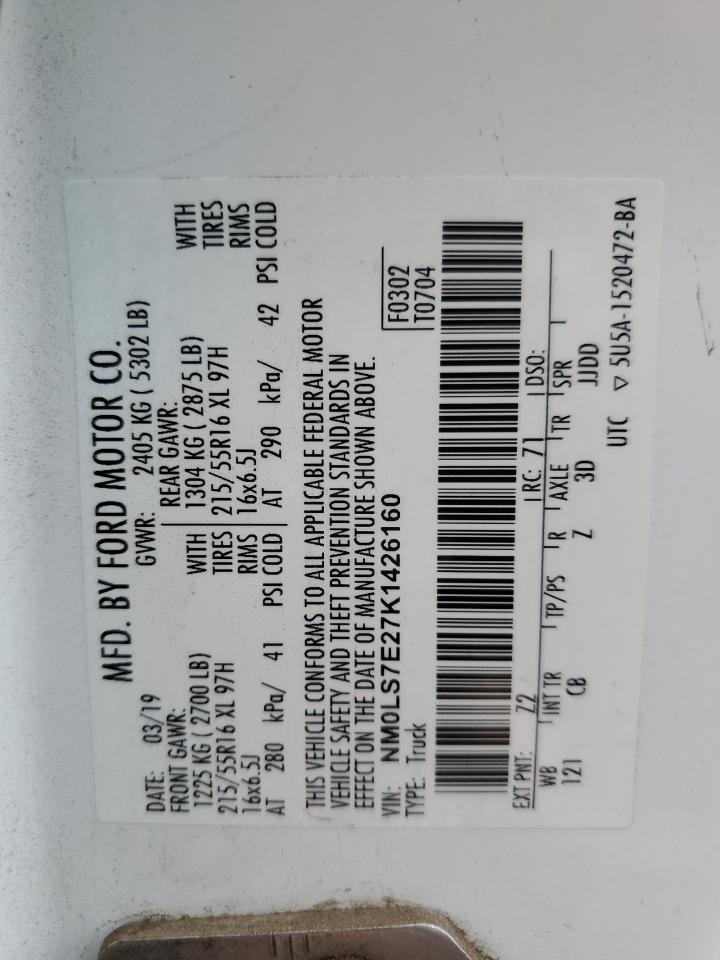 MFD. BY FORD MOTOR CO.
DATE: 03/19 GVWR: 2405 KG ( 5302 LB)
FRONT GAWR: REAR GAWR:
1225 KG ( 2700 LB) WITH 1304 KG ( 2875 LB) WITH
215/55R16 XL 97H TIRES 215/55R16 XL 97H TIRES
16x6.5J RIMS 16x6.5J RIMS
AT 280 kPa/ 41 PSI COLD AT 290 kPa/ 42 PSI COLD
THIS VEHICLE CONFORMS TO ALL APPLICABLE FEDERAL MOTOR
VEHICLE SAFETY AND THEFT PREVENTION STANDARDS IN
EFFECT ON THE DATE OF MANUFACTURE SHOWN ABOVE.
VIN: NM0LS7E27K1426160 F0302
TYPE: Truck T0704
EXT PNT: Z2 RC: 71 DSO:
WB INT TR TP/PS R AXLE TR SPR
121 CB Z 3D JJDD
UTC ▽ 5U5A-1520472-BA